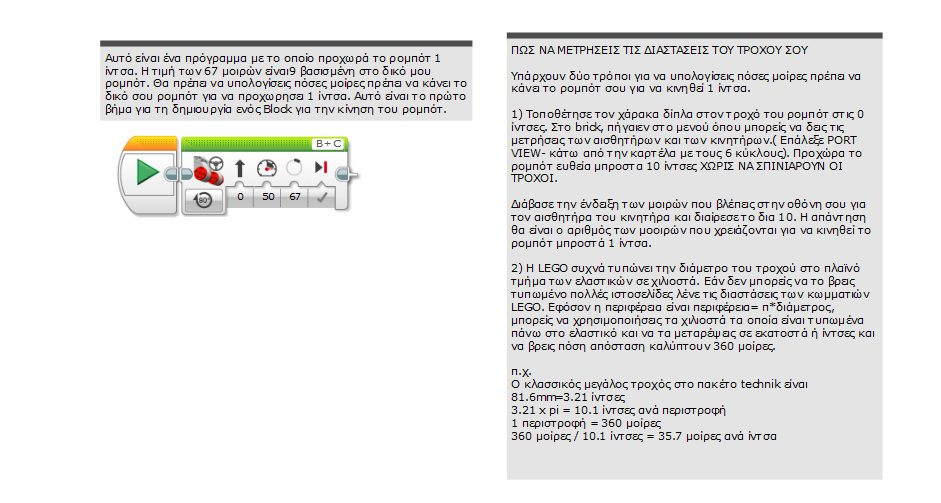 Αυτό είναι ένα πρόγραμμα με το οποίο προχωρά το ρομπότ 1
ίντσα. Η τιμή των 67 μοιρών είναι9 βασισμένη στο δικό μου
ρομπότ. Θα πρέπει να υπολογίσεις πόσες μοίρες πρέπει να κάνει το
δικό σου ρομπότ για να προχωρησει 1 ίντσα. Αυτό είναι το πρώτο
βήμα για τη δημιουργία ενός Block για την κίνηση του ρομπότ.
B + C
90°
0 50 67
ΠΩΣ ΝΑ ΜΕΤΡΗΣΕΙΣ ΤΙΣ ΔΙΑΣΤΑΣΕΙΣ ΤΟΥ ΤΡΟΧΟΥ ΣΟΥ
Υπάρχουν δύο τρόποι για να υπολογίσεις πόσες μοίρες πρέπει να
κάνει το ρομπότ σου για να κινηθεί 1 ίντσα.
1) Τοποθέτησε τον χάρακα δίπλα στον τροχό του ρομπότ στις 0
ίντσες. Στο brick, πήγαιεν στο μενού όπου μπορείς να δεις τις
μετρήσεις των αισθητήρων και των κινητήρων.( Επάλεξε PORT
VIEW- κάτω από την καρτέλα με τους 6 κύκλους). Προχώρα το
ρομπότ ευθεία μπροστα 10 ίντσες ΧΩΡΙΣ ΝΑ ΣΠΙΝΙΑΡΟΥΝ ΟΙ
ΤΡΟΧΟΙ.
Διάβασε την ένδειξη των μοιρών που βλέπεις στην οθόνη σου για
τον αισθητήρα του κινητήρα και διαίρεσε το δια 10. Η απάντηση
θα είναι ο αριθμός των μοοιρών που χρειάζονται για να κινηθεί το
ρομπότ μπροστά 1 ίντσα.
2) Η LEGO συχνά τυπώνει την διάμετρο του τροχού στο πλαϊνό
τμήμα των ελαστικών σε χιλιοστά. Εάν δεν μπορείς να το βρεις
τυπωμένο πολλές ιστοσελίδες λένε τις διαστάσεις των κωμματιών
LEGO. Εφόσον η περιφέρεια είναι περιφέρεια= π*διάμετρος,
μπορείς να χρησιμοποιήσεις τα χιλιοστά τα οποία είναι τυπωμένα
πάνω στο ελαστικό και να τα μεταρέψεις σε εκατοστά ή ίντσες και
να βρεις πόση απόσταση καλύπτουν 360 μοίρες.
π.χ.
Ο κλασσικός μεγάλος τροχός στο πακέτο technik είναι
81.6mm=3.21 ίντσες
3.21 x pi = 10.1 ίντσες ανά περιστροφή
1 περιστροφή = 360 μοίρες
360 μοίρες / 10.1 ίντσες = 35.7 μοίρες ανά ίντσα